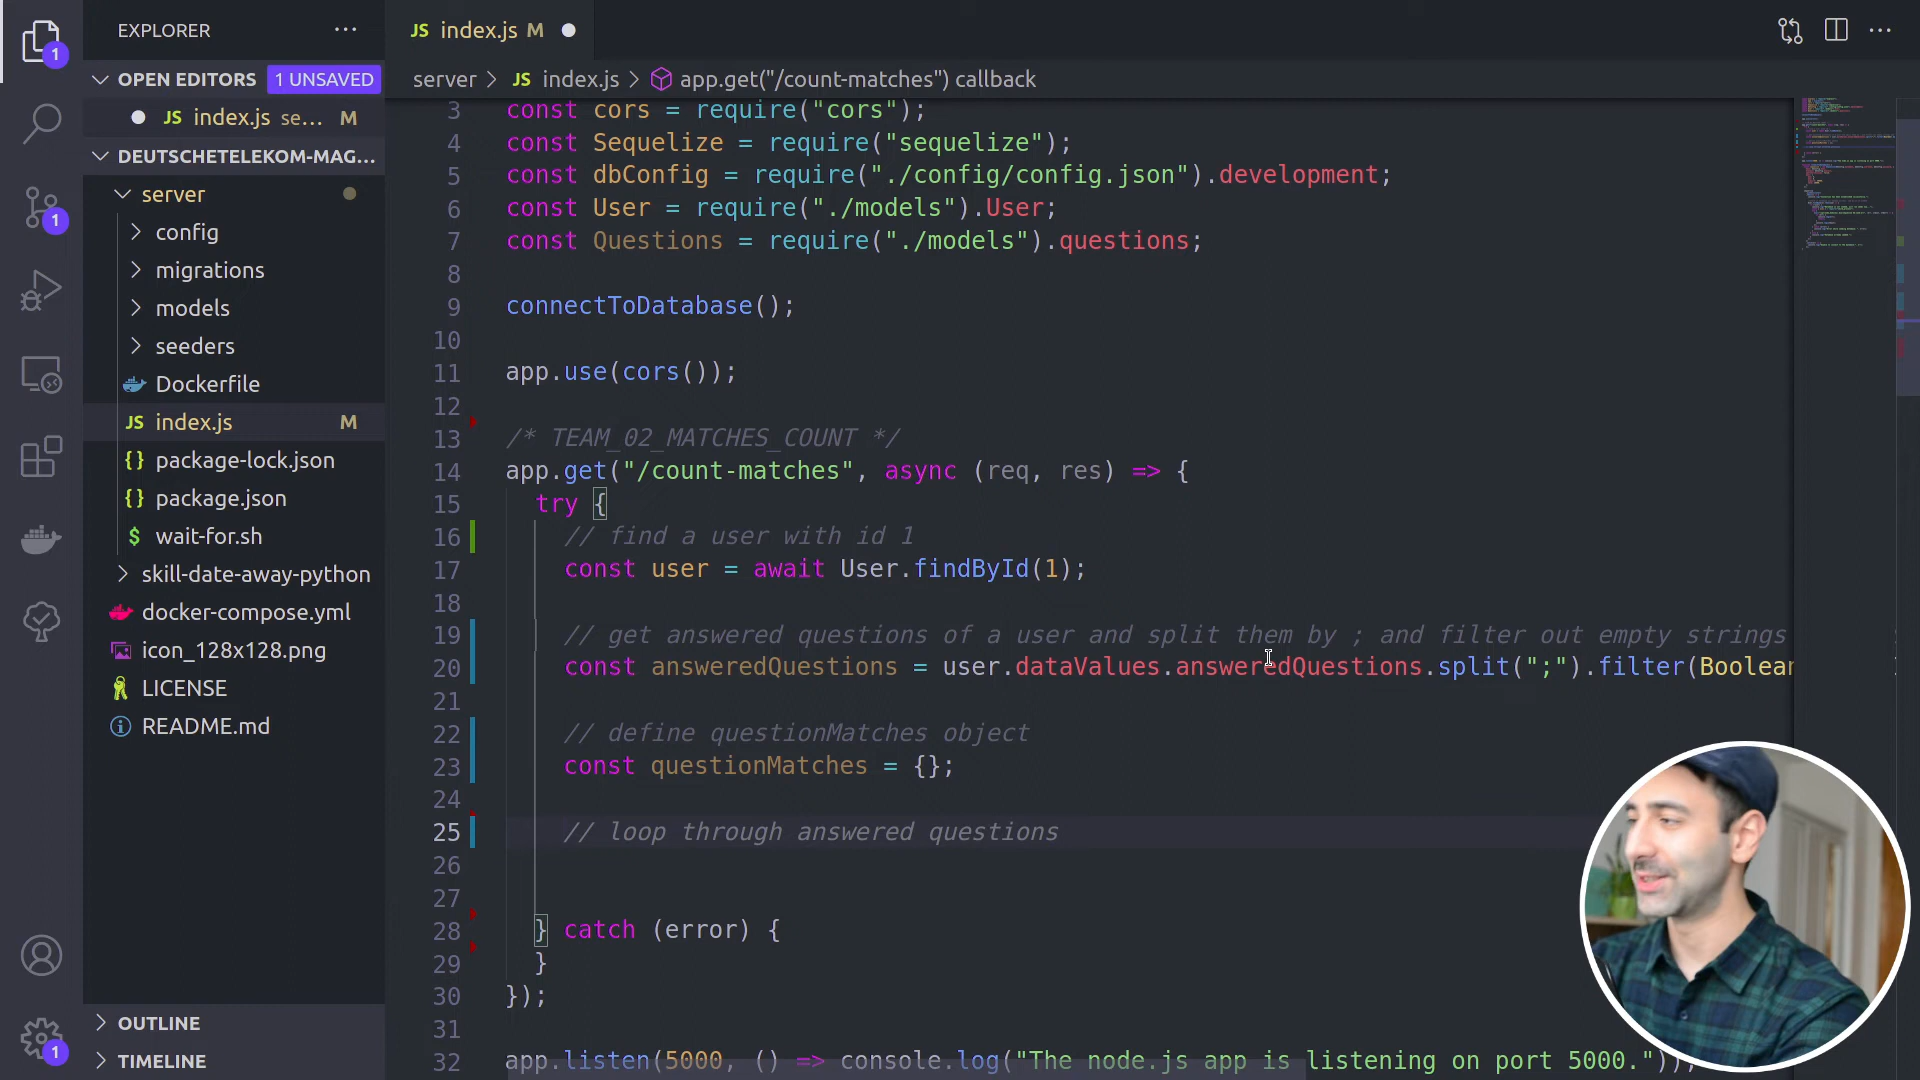 EXPLORER
OPEN EDITORS 1 UNSAVED
JS index.js se... M
DEUTSCHETELEKOM-MAG...
server
config
migrations
models
seeders
Dockerfile
JS index.js M
{} package-lock.json
{} package.json
$ wait-for.sh
skill-date-away-python
docker-compose.yml
icon_128x128.png
LICENSE
README.md
OUTLINE
TIMELINE
1
1
1
JS index.js M
server > JS index.js > app.get("/count-matches") callback
3 const cors = require("cors");
4 const Sequelize = require("sequelize");
5 const dbConfig = require("./config/config.json").development;
6 const User = require("./models").User;
7 const Questions = require("./models").questions;
8
9 connectToDatabase();
10
11 app.use(cors());
12
13 /* TEAM_02_MATCHES_COUNT */
14 app.get("/count-matches", async (req, res) => {
15 try {
16 // find a user with id 1
17 const user = await User.findById(1);
18
19 // get answered questions of a user and split them by ; and filter out empty strings
20 const answeredQuestions = user.dataValues.answeredQuestions.split(";").filter(Boolean
21
22 // define questionMatches object
23 const questionMatches = {};
24
25 // loop through answered questions
26
27
28 } catch (error) {
29 }
30 });
31
32 app.listen(5000, () => console.log("The node.js app is listening on port 5000."));